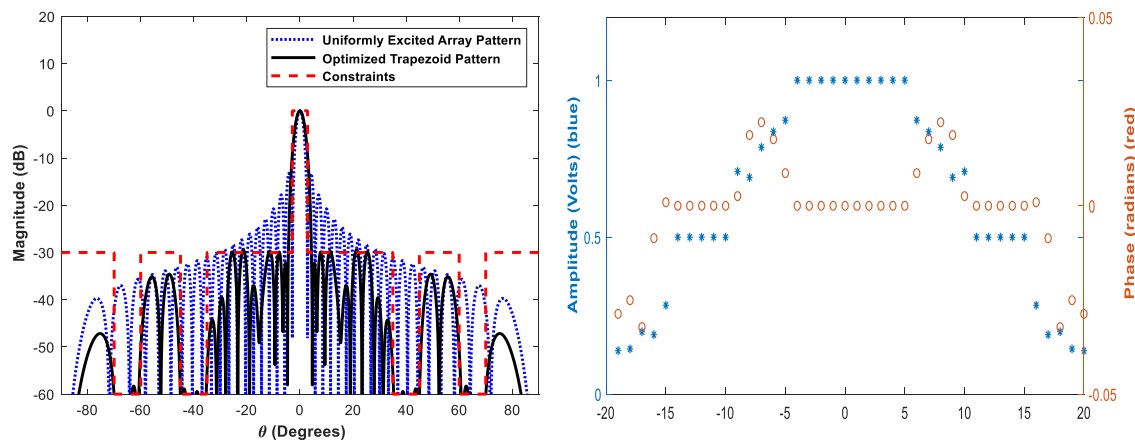 20
10
0
-10
-20
-30
-40
-50
-60
Magnitude (dB)
-80 -60 -40 -20 0 20 40 60 80
θ (Degrees)
Uniformly Excited Array Pattern
Optimized Trapezoid Pattern
Constraints
1
0.5
0
Amplitude (Volts) (blue)
-20 -15 -10 -5 0 5 10 15 20
0.05
0
-0.05
Phase (radians) (red)